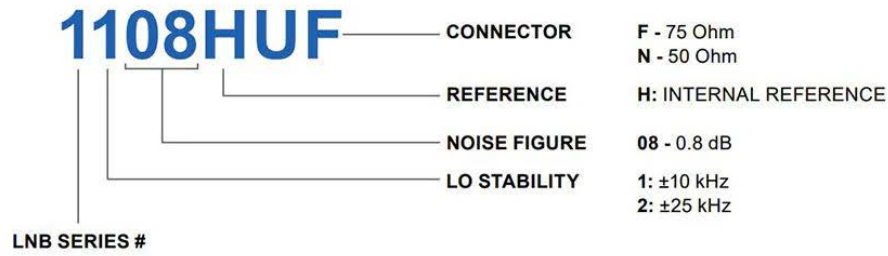 1108HUF
CONNECTOR F - 75 Ohm
N - 50 Ohm
REFERENCE H: INTERNAL REFERENCE
NOISE FIGURE 08 - 0.8 dB
LO STABILITY 1: ±10 kHz
2: ±25 kHz
LNB SERIES #